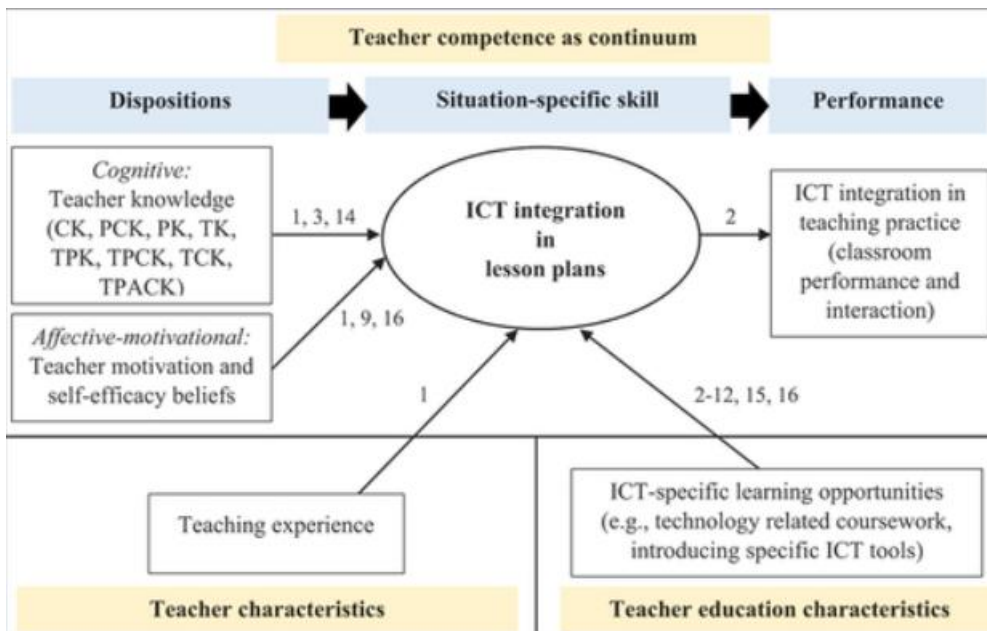 Teacher competence as continuum
Dispositions
Situation-specific skill
Performance
Cognitive:
Teacher knowledge
(CK, PCK, PK, TK,
TPK, TPCK, TCK,
TPACK)
1, 3, 14
ICT integration
in
lesson plans
2
ICT integration in
teaching practice
(classroom
performance and
interaction)
Affective-motivational:
Teacher motivation and
self-efficacy beliefs
1, 9, 16
1
2-12, 15, 16
Teaching experience
ICT-specific learning opportunities
(e.g., technology related coursework,
introducing specific ICT tools)
Teacher characteristics
Teacher education characteristics